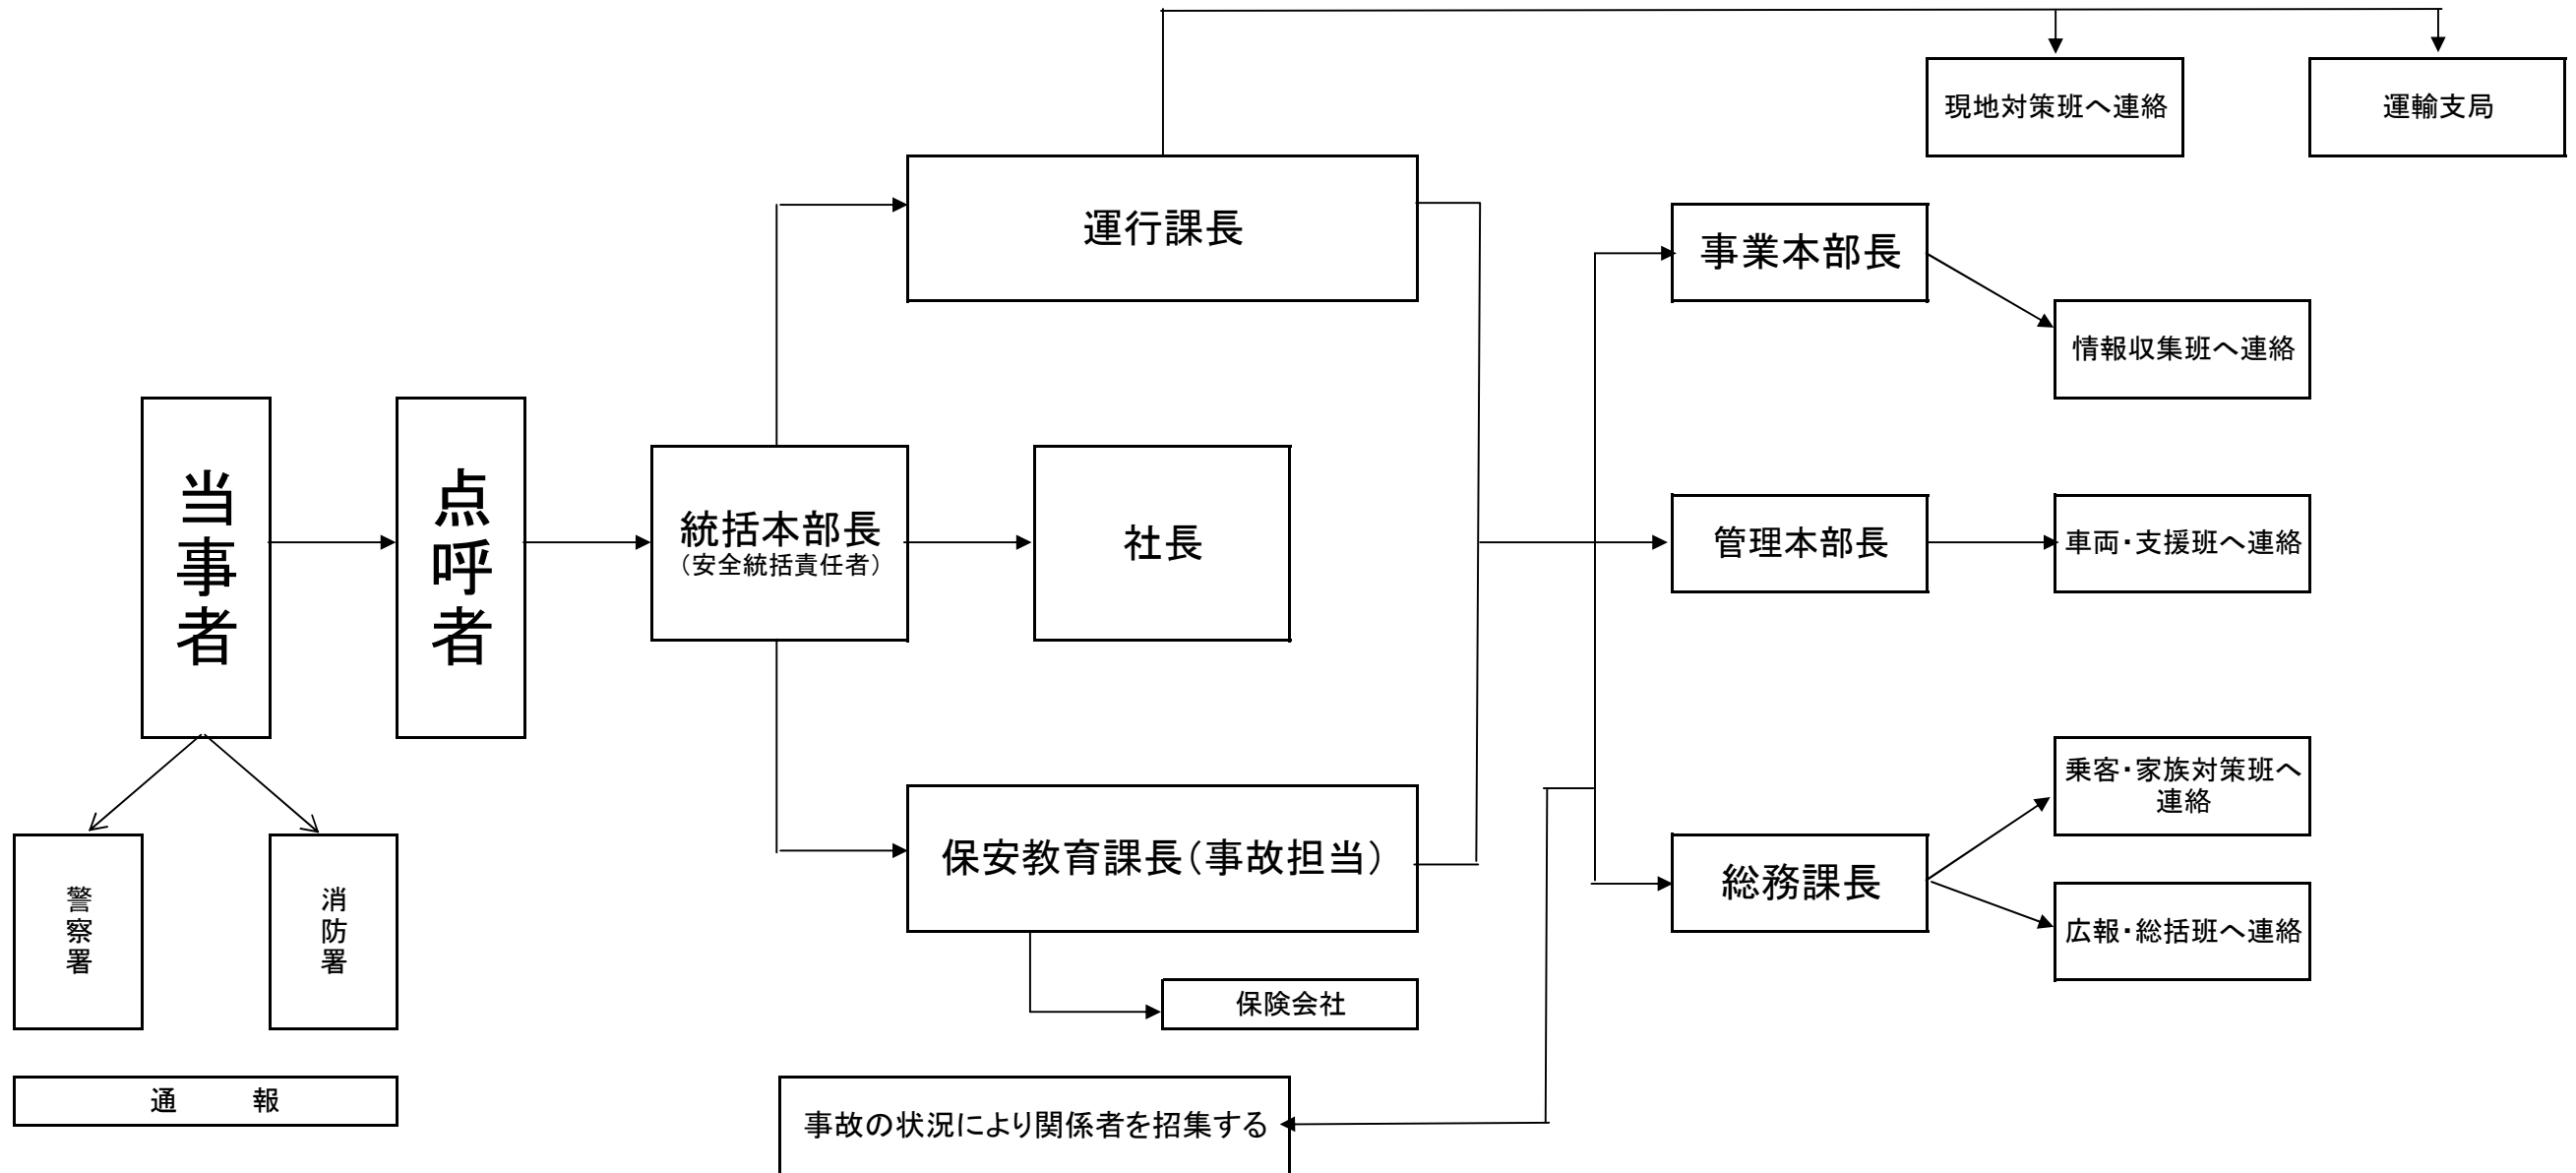 現地対策班へ連絡
運輸支局
運行課長
事業本部長
情報収集班へ連絡
当事者
点呼者
統括本部長
（安全統括責任者）
社長
管理本部長
車両・支援班へ連絡
乗客・家族対策班へ
連絡
保安教育課長（事故担当）
総務課長
広報・総括班へ連絡
警察署
消防署
保険会社
通　報
事故の状況により関係者を招集する